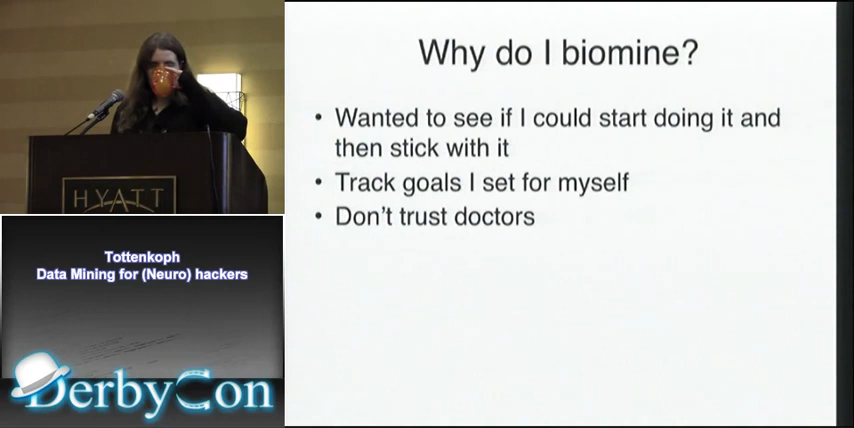 Why do I biomine?
• Wanted to see if I could start doing it and
then stick with it
• Track goals I set for myself
• Don't trust doctors
HYATT
Tottenkoph
Data Mining for (Neuro) hackers
DerbyCon